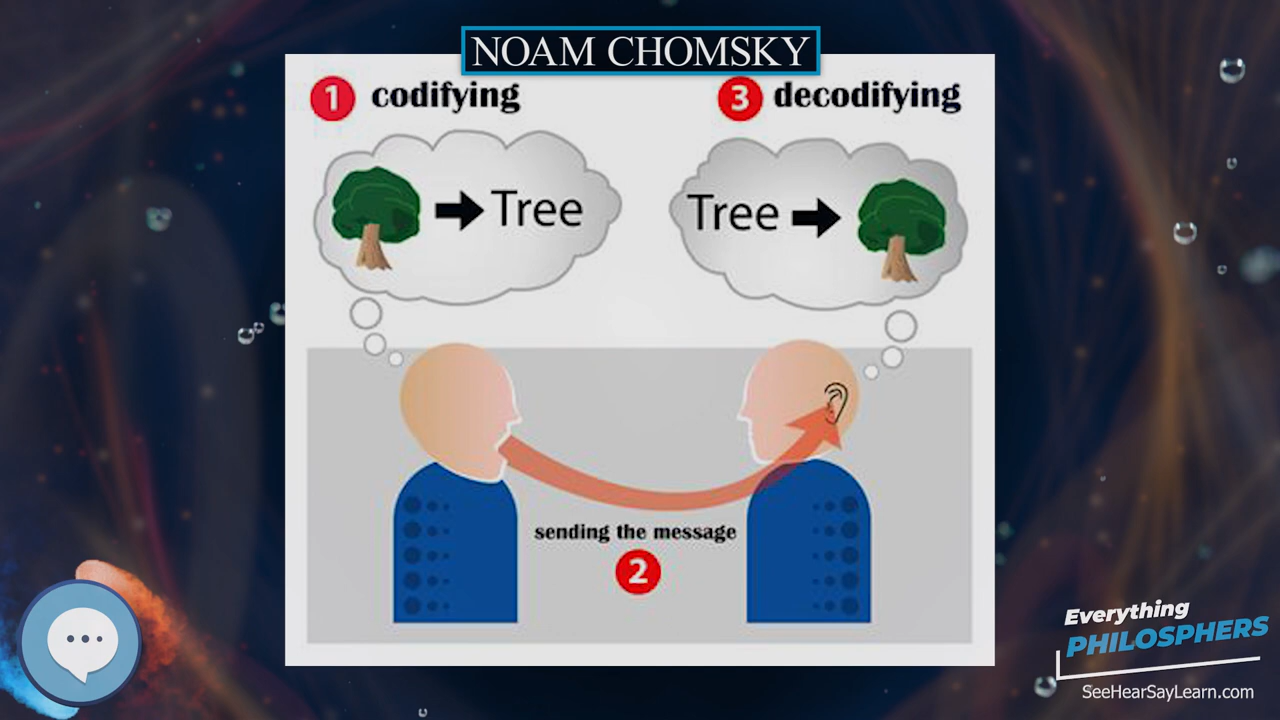 NOAM CHOMSKY
1 codifying
3 decodifying
Tree
Tree
sending the message
2
Everything
PHILOSPHERS
SeeHearSayLearn.com